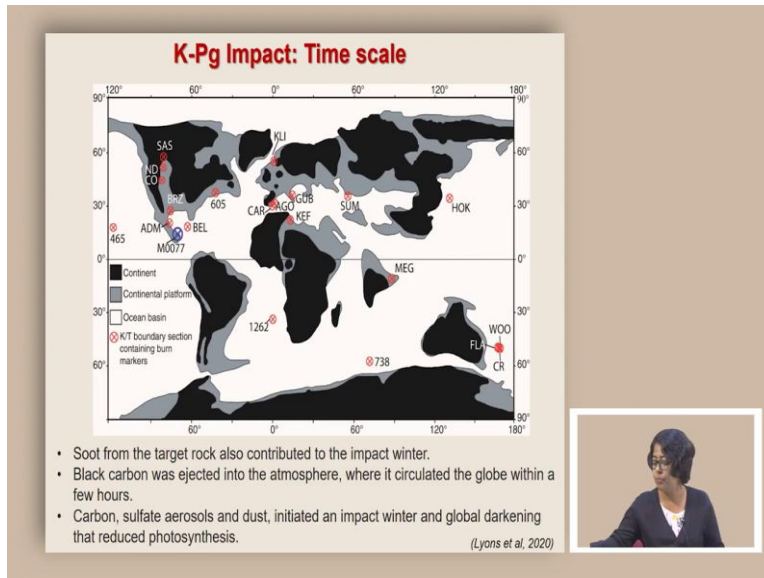 K-Pg Impact: Time scale
120° 60° 0° 60° 120° 180°
90° 90°
SAS
KLI
60° 60°
ND
CO
BRZ
605
CAR
AGO
GUB
KEF
SUM
HOK
30° 30°
ADM
BEL
465
M0077
0° 0°
Continent
Continental platform
Ocean basin
K/T boundary section
containing burn
markers
MEG
30° 30°
1262
WOO
FLA
738
CR
60° 60°
90° 90°
60° 0° 60° 120° 180°
• Soot from the target rock also contributed to the impact winter.
• Black carbon was ejected into the atmosphere, where it circulated the globe within a
few hours.
• Carbon, sulfate aerosols and dust, initiated an impact winter and global darkening
that reduced photosynthesis.
(Lyons et al, 2020)